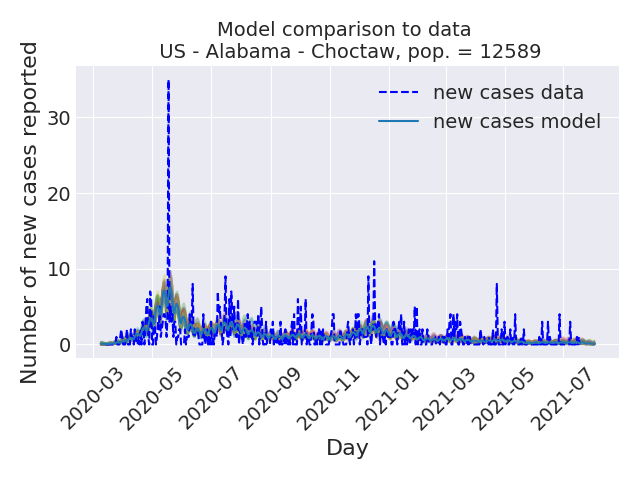 Model comparison to data
US - Alabama - Choctaw, pop. = 12589
new cases data
new cases model
Number of new cases reported
30
20
10
0
2020-03
2020-05
2020-07
2020-09
2020-11
2021-01
2021-03
2021-05
2021-07
Day